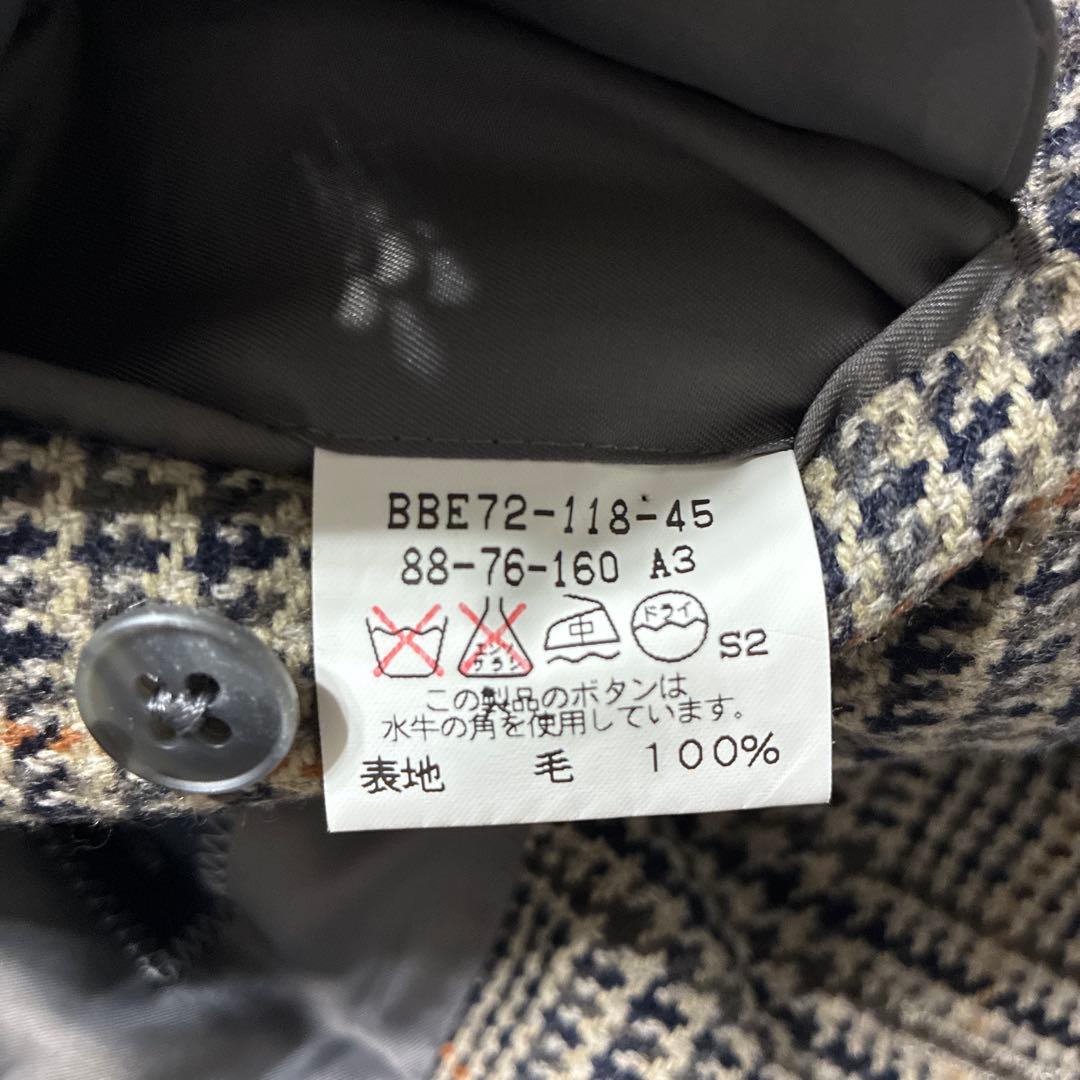 BBE72-118-45
88-76-160 A3
エンソ
サラシ
中
ドライ
S2
この製品のボタンは
水牛の角を使用しています。
表地 毛 100%